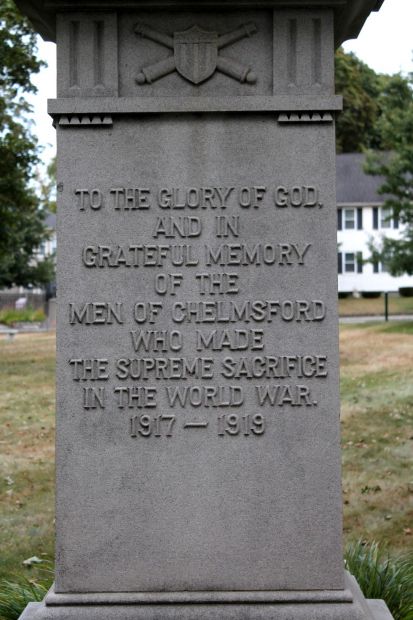 TO THE GLORY OF GOD,
AND IN
GRATEFUL MEMORY
OF THE
MEN OF CHELMSFORD
WHO MADE
THE SUPREME SACRIFICE
IN THE WORLD WAR.
1917 — 1919